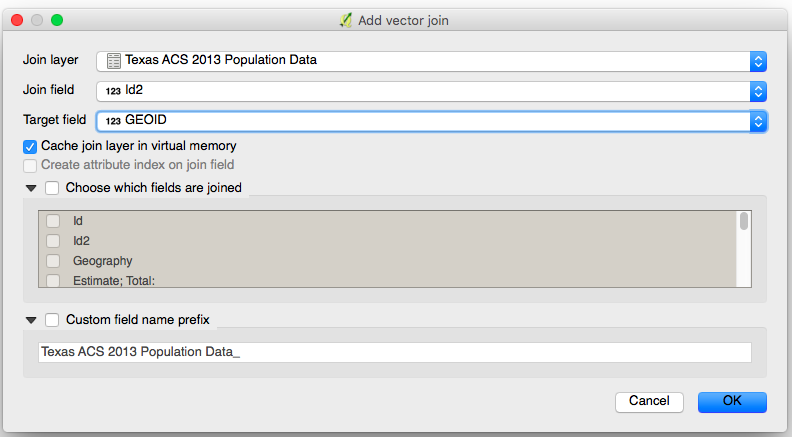 Add vector join
Join layer Texas ACS 2013 Population Data
Join field 123 Id2
Target field 123 GEOID
Cache join layer in virtual memory
Create attribute index on join field
Choose which fields are joined
Id
Id2
Geography
Estimate; Total:
Custom field name prefix
Texas ACS 2013 Population Data_
Cancel OK